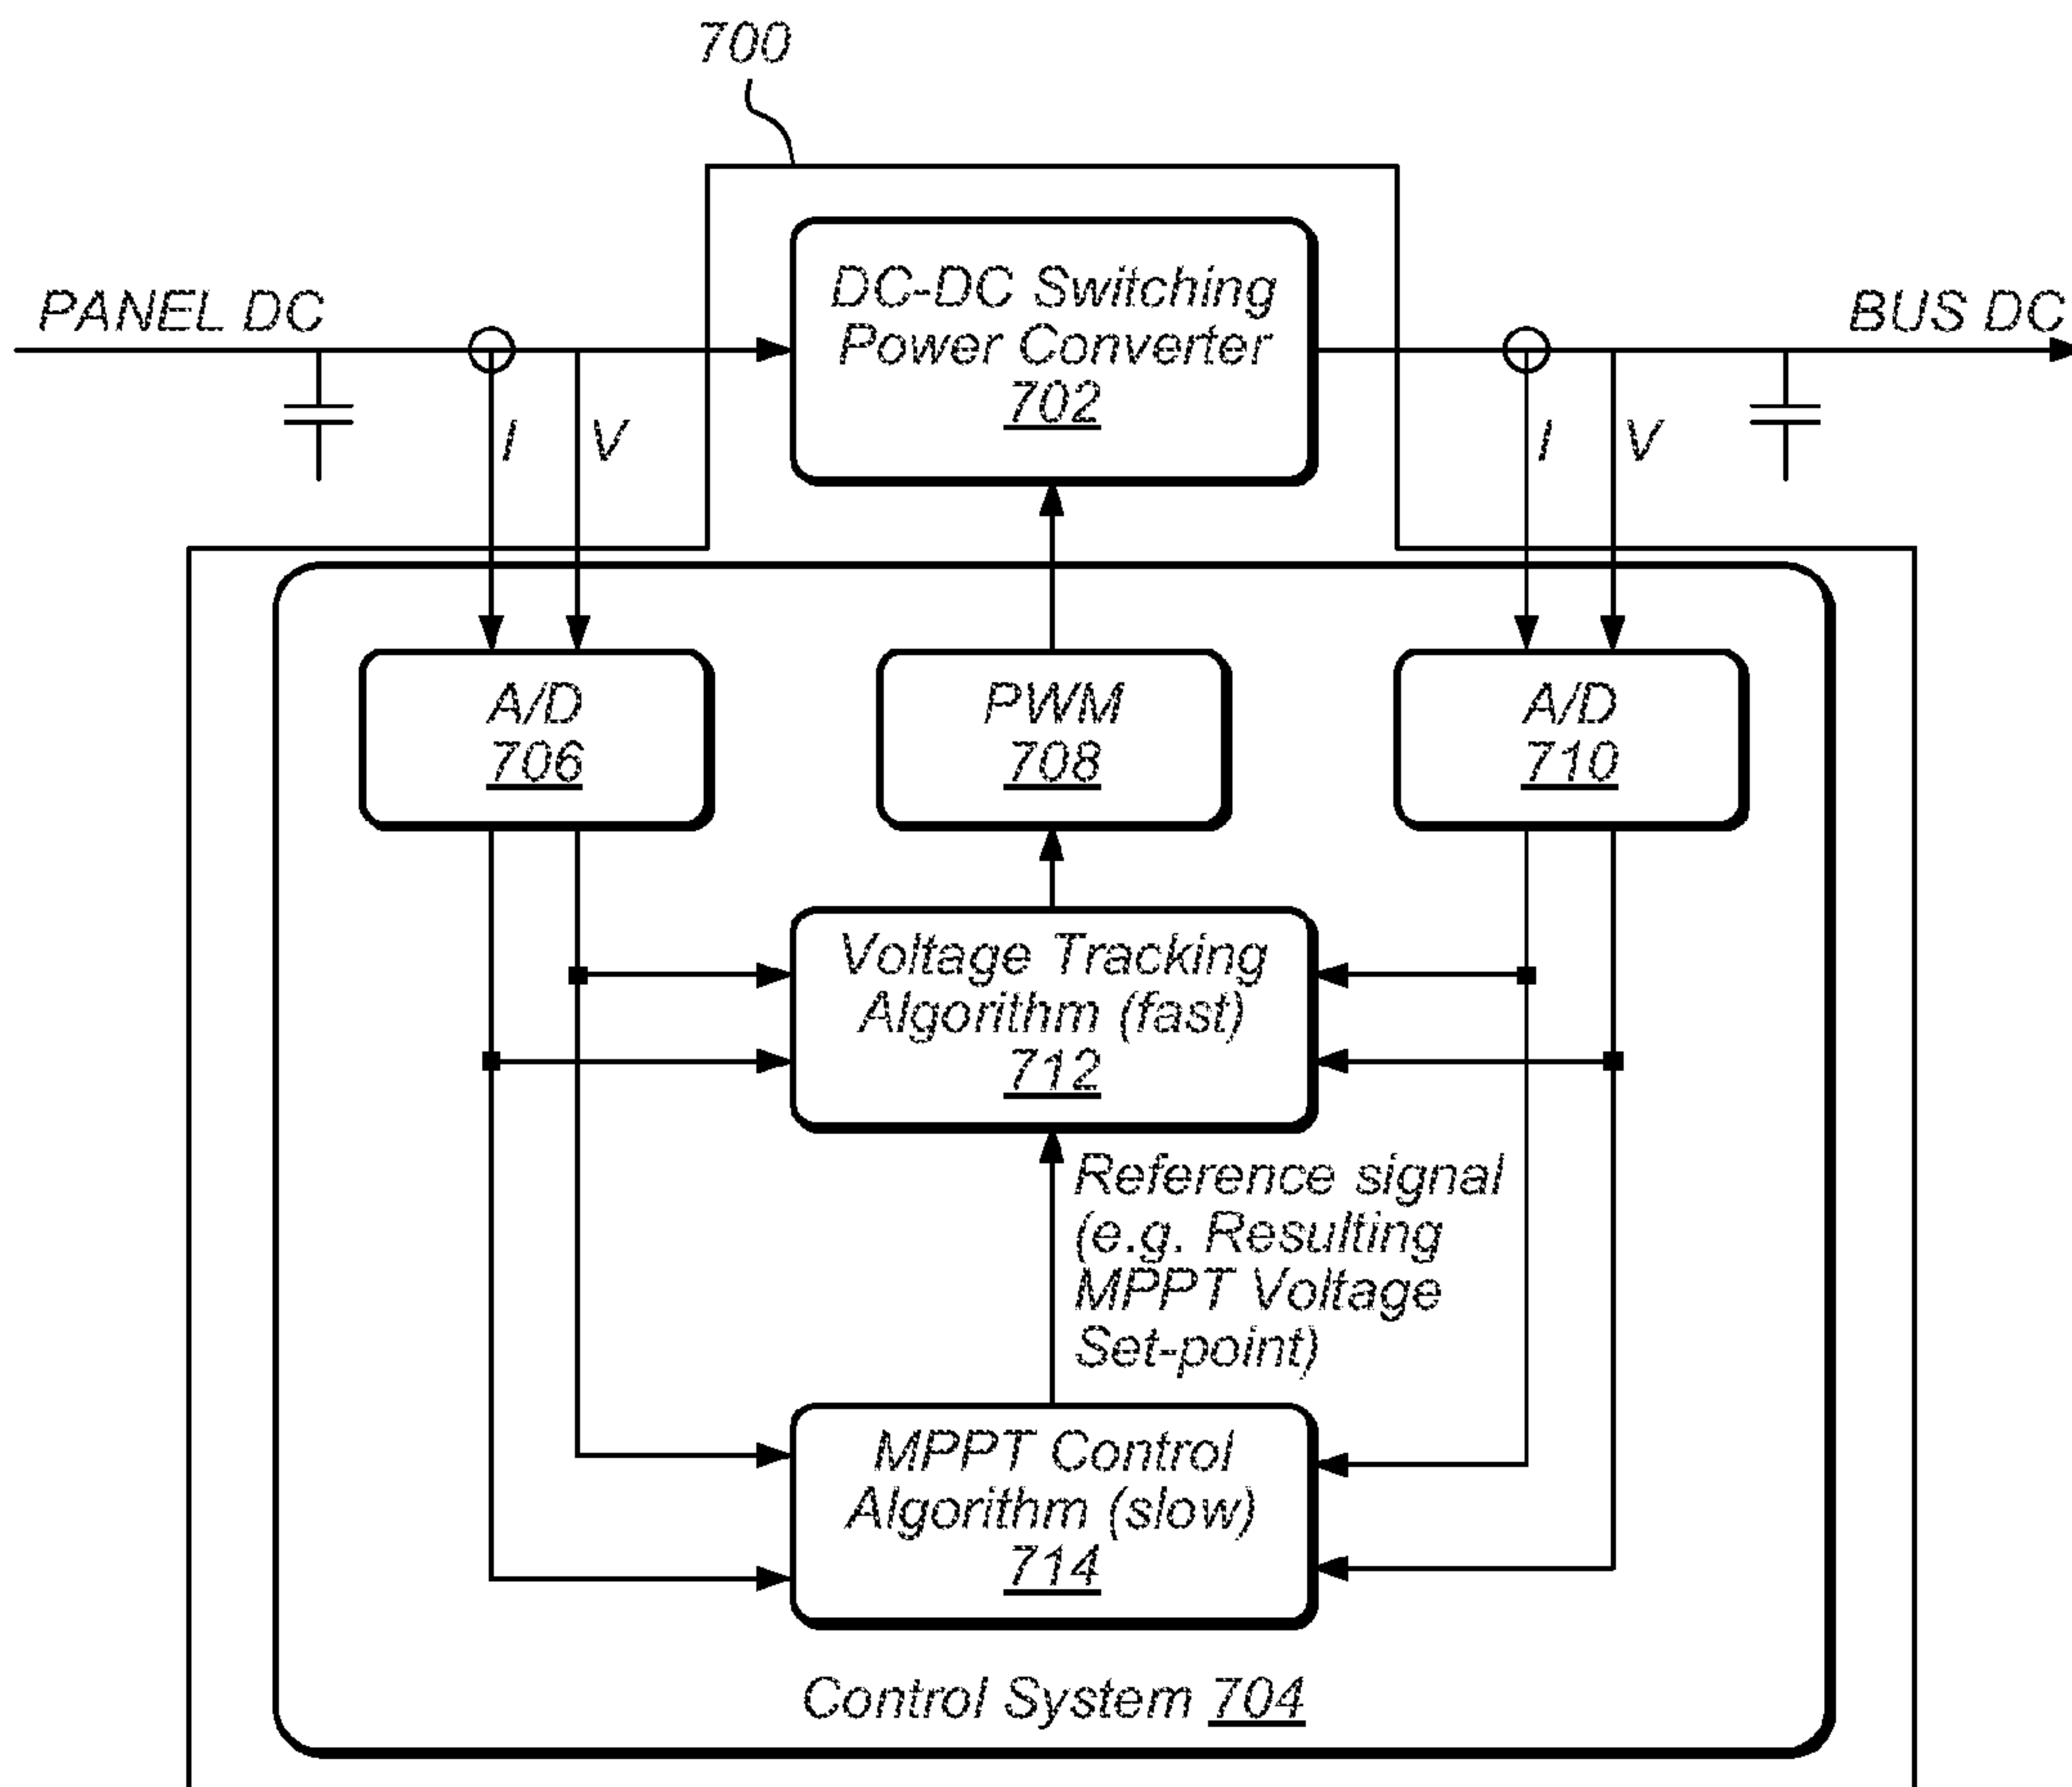 700
PANEL DC
DC-DC Switching
Power Converter
702
BUS DC
I
V
I
V
A/D
706
PWM
708
A/D
710
Voltage Tracking
Algorithm (fast)
712
Reference signal
(e.g. Resulting
MPPT Voltage
Set-point)
MPPT Control
Algorithm (slow)
714
Control System 704